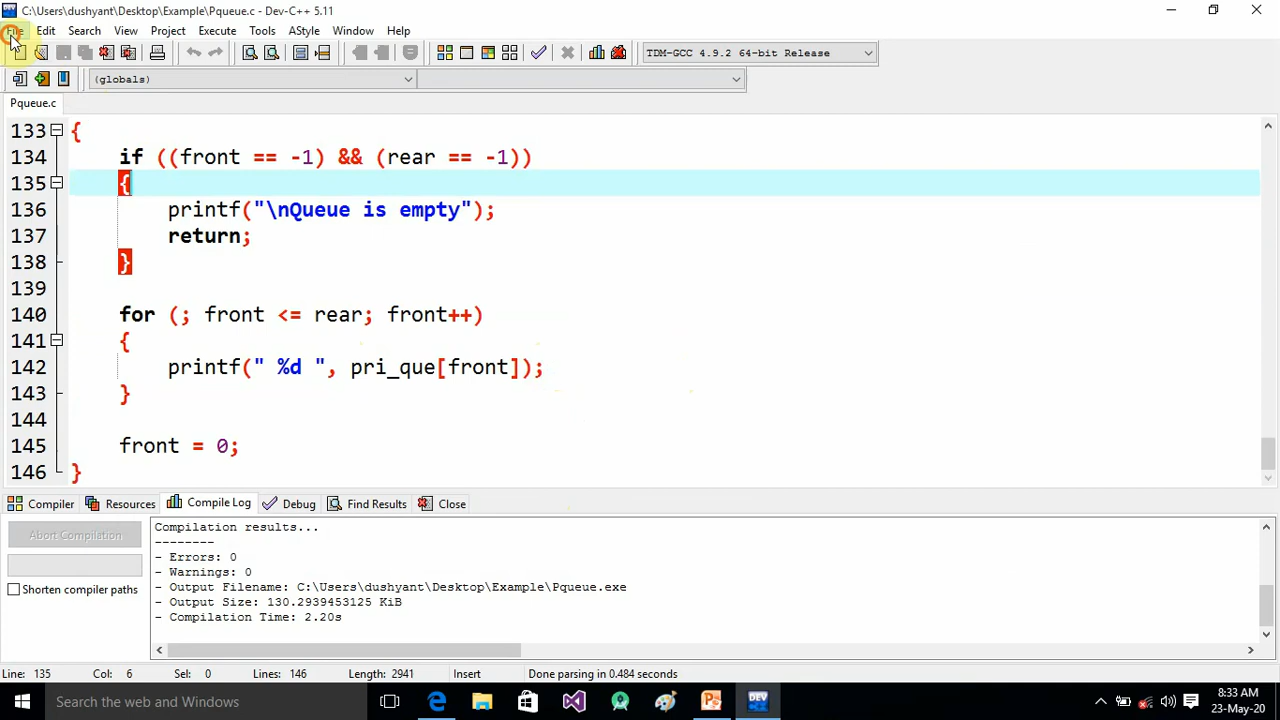 C:\Users\dushyant\Desktop\Example\Pqueue.c - Dev-C++ 5.11
File Edit Search View Project Execute Tools AStyle Window Help
TDM-GCC 4.9.2 64-bit Release
(globals)
Pqueue.c
133 {
134 if ((front == -1) && (rear == -1))
135 {
136 printf("\nQueue is empty");
137 return;
138 }
139
140 for (; front <= rear; front++)
141 {
142 printf(" %d ", pri_que[front]);
143 }
144
145 front = 0;
146 }
Compiler Resources Compile Log Debug Find Results Close
Abort Compilation
Shorten compiler paths
Compilation results...
--------
- Errors: 0
- Warnings: 0
- Output Filename: C:\Users\dushyant\Desktop\Example\Pqueue.exe
- Output Size: 130.2939453125 KiB
- Compilation Time: 2.20s
Line: 135 Col: 6 Sel: 0 Lines: 146 Length: 2941 Insert Done parsing in 0.484 seconds
Search the web and Windows
DEV
8:33 AM
23-May-20